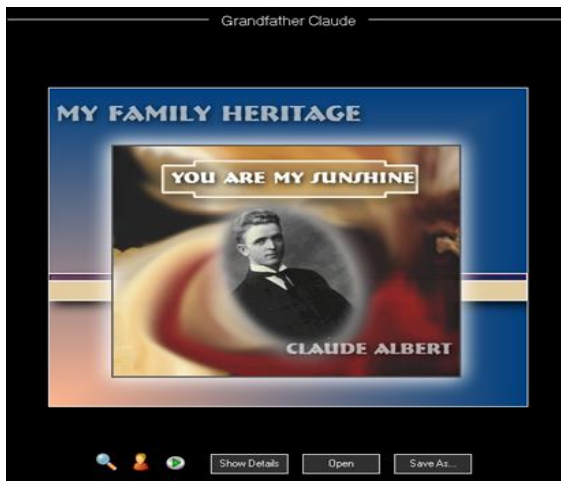 Grandfather Claude
MY FAMILY HERITAGE
YOU ARE MY SUNSHINE
CLAUDE ALBERT
Show Details
Open
Save As...